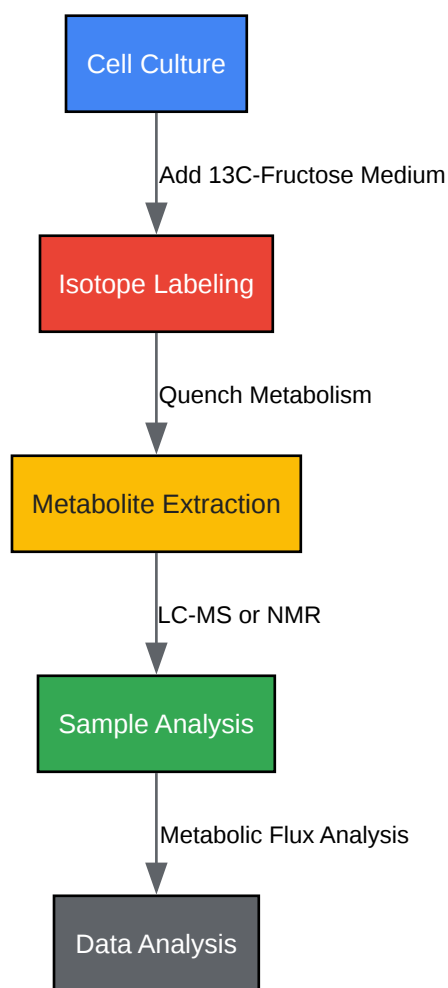 Cell Culture
Add 13C-Fructose Medium
Isotope Labeling
Quench Metabolism
Metabolite Extraction
LC-MS or NMR
Sample Analysis
Metabolic Flux Analysis
Data Analysis